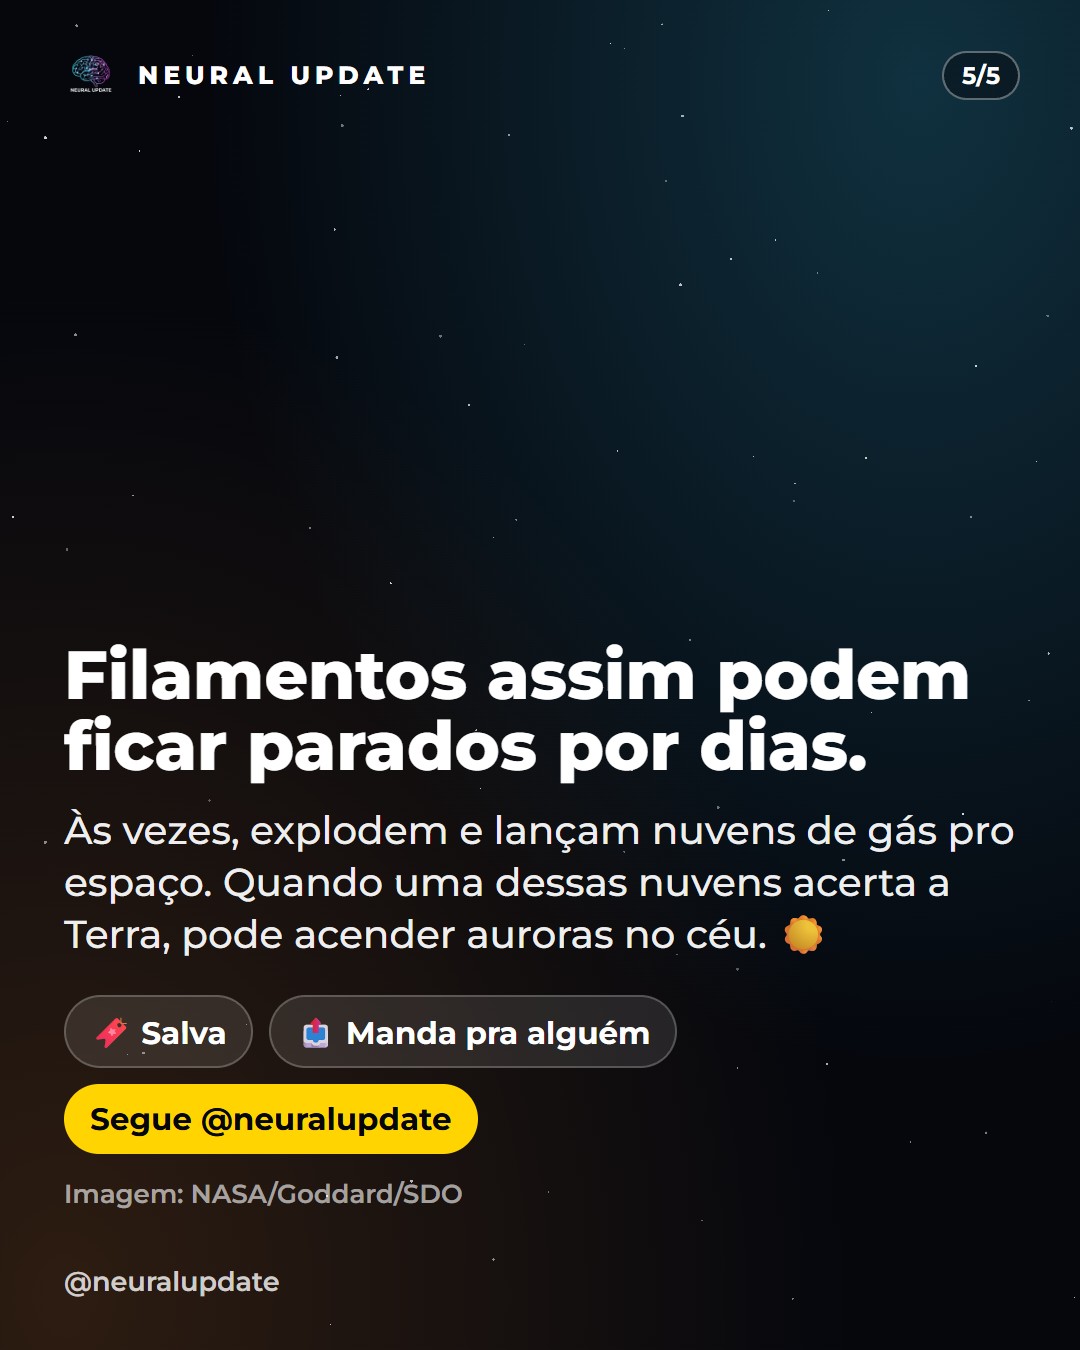 NEURAL UPDATE
NEURAL UPDATE
5/5
Filamentos assim podem
ficar parados por dias.
Às vezes, explodem e lançam nuvens de gás pro
espaço. Quando uma dessas nuvens acerta a
Terra, pode acender auroras no céu.
Salva
Manda pra alguém
Segue @neuralupdate
Imagem: NASA/Goddard/SDO
@neuralupdate